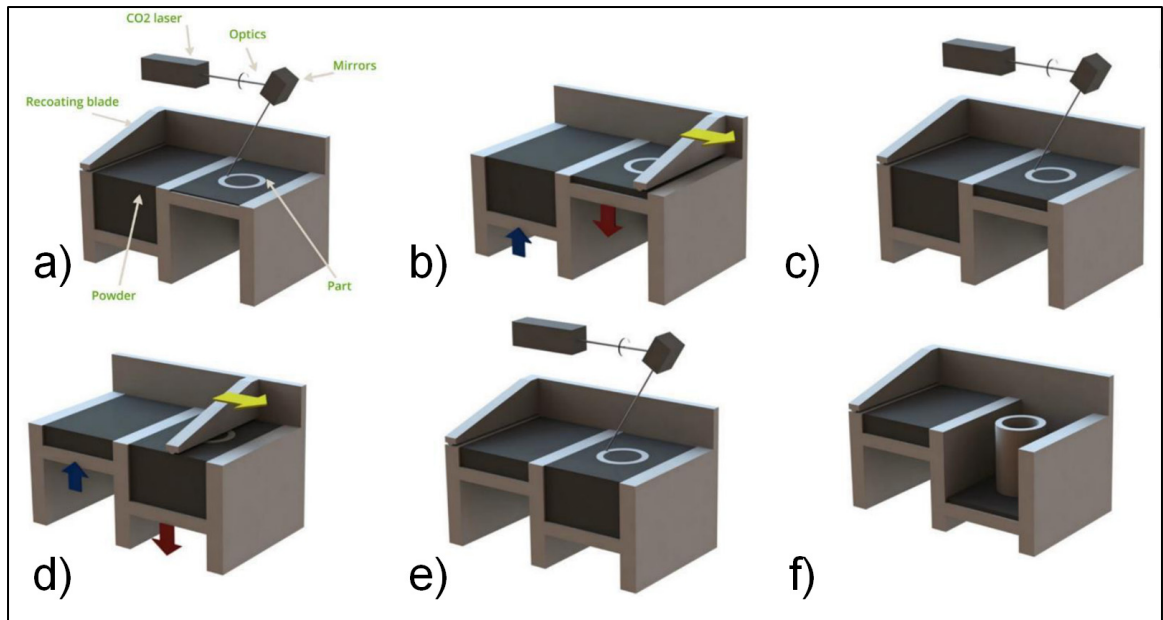 CO2 laser
Optics
Mirrors
Recoating blade
a)
Powder
Part
b)
c)
d)
e)
f)